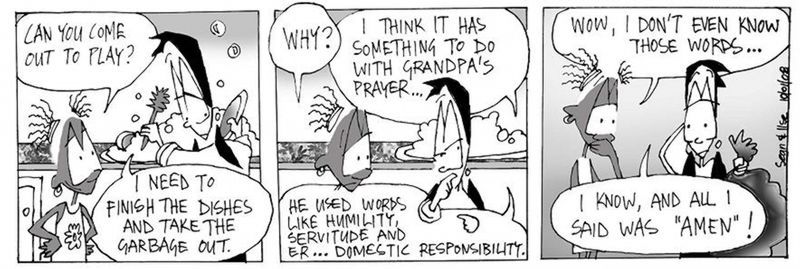 CAN YOU COME
OUT TO PLAY?
I NEED TO
FINISH THE DISHES
AND TAKE THE
GARBAGE OUT.
WHY?
I THINK IT HAS
SOMETHING TO DO
WITH GRANDPA'S
PRAYER...
HE USED WORDS
LIKE HUMILITY,
SERVITUDE AND
ER... DOMESTIC RESPONSIBILITY.
WOW, I DON'T EVEN KNOW
THOSE WORDS...
I KNOW, AND ALL I
SAID WAS "AMEN"!
Sean & Ilse